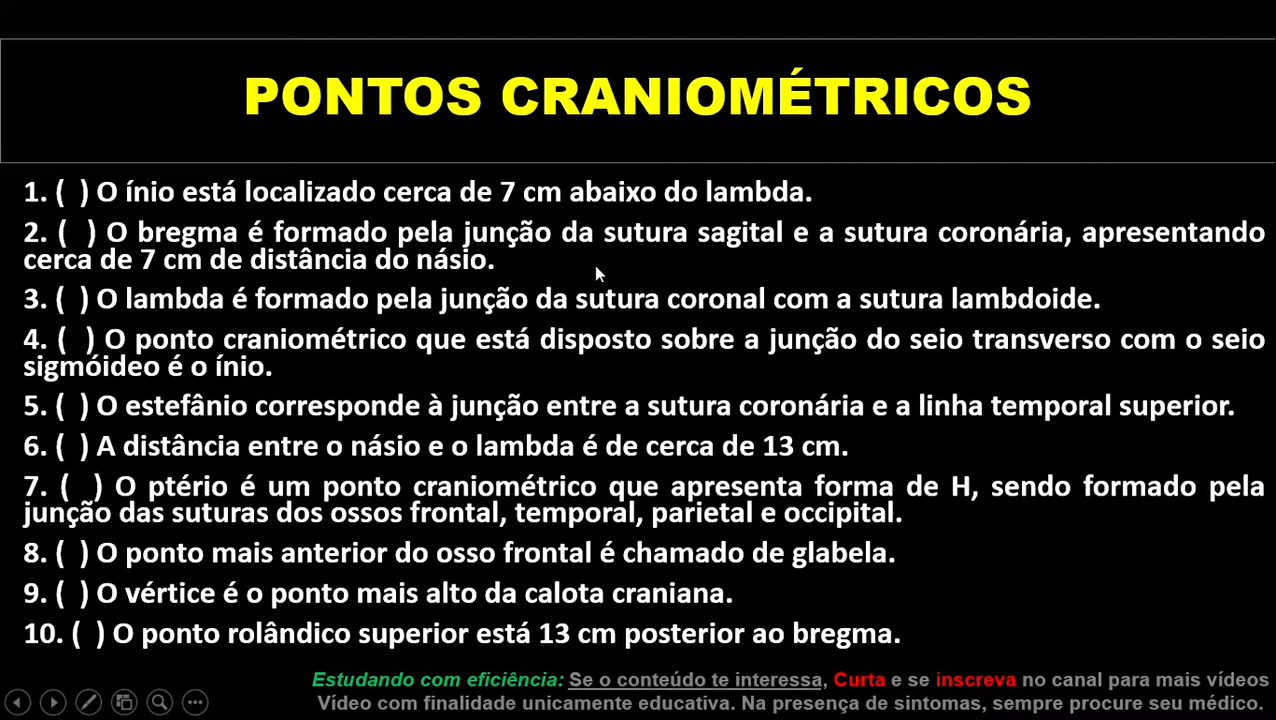 PONTOS CRANIOMÉTRICOS
1. ( ) O ínio está localizado cerca de 7 cm abaixo do lambda.
2. ( ) O bregma é formado pela junção da sutura sagital e a sutura coronária, apresentando
cerca de 7 cm de distância do násio.
3. ( ) O lambda é formado pela junção da sutura coronal com a sutura lambdoide.
4. ( ) O ponto craniométrico que está disposto sobre a junção do seio transverso com o seio
sigmóideo é o ínio.
5. ( ) O estefânio corresponde à junção entre a sutura coronária e a linha temporal superior.
6. ( ) A distância entre o násio e o lambda é de cerca de 13 cm.
7. ( ) O ptério é um ponto craniométrico que apresenta forma de H, sendo formado pela
junção das suturas dos ossos frontal, temporal, parietal e occipital.
8. ( ) O ponto mais anterior do osso frontal é chamado de glabela.
9. ( ) O vértice é o ponto mais alto da calota craniana.
10. ( ) O ponto rolândico superior está 13 cm posterior ao bregma.
Estudando com eficiência: Se o conteúdo te interessa, Curta e se inscreva no canal para mais vídeos
Vídeo com finalidade unicamente educativa. Na presença de sintomas, sempre procure seu médico.